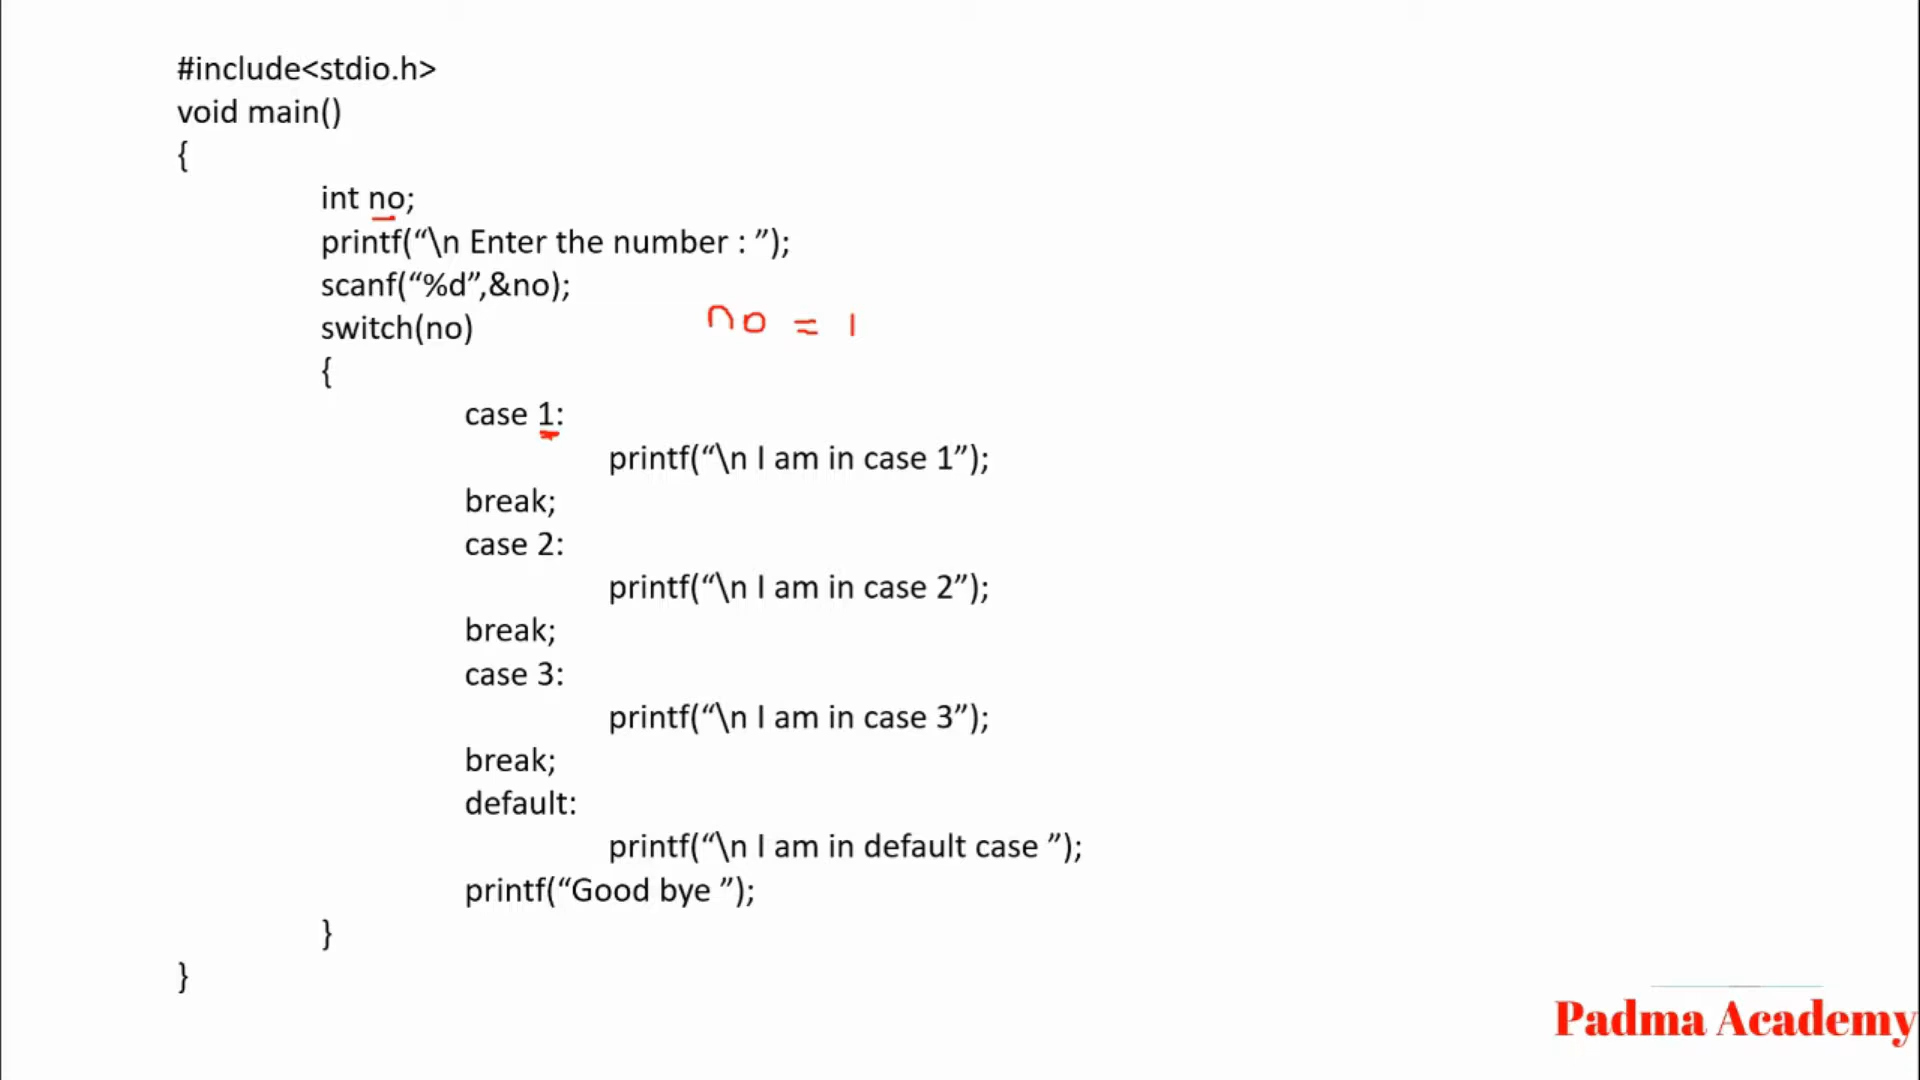 #include<stdio.h>
void main()
{
int no;
printf(“\n Enter the number : ”);
scanf(“%d”,&no);
switch(no)
no = 1
{
case 1:
printf(“\n I am in case 1”);
break;
case 2:
printf(“\n I am in case 2”);
break;
case 3:
printf(“\n I am in case 3”);
break;
default:
printf(“\n I am in default case ”);
printf(“Good bye ”);
}
}
Padma Academy